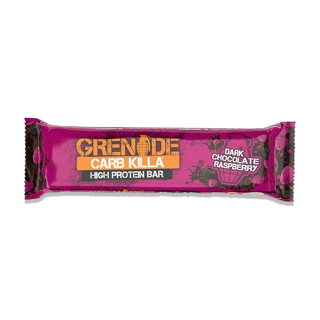 GRENADE
CARB KILLA
HIGH PROTEIN BAR
DARK
CHOCOLATE
RASPBERRY